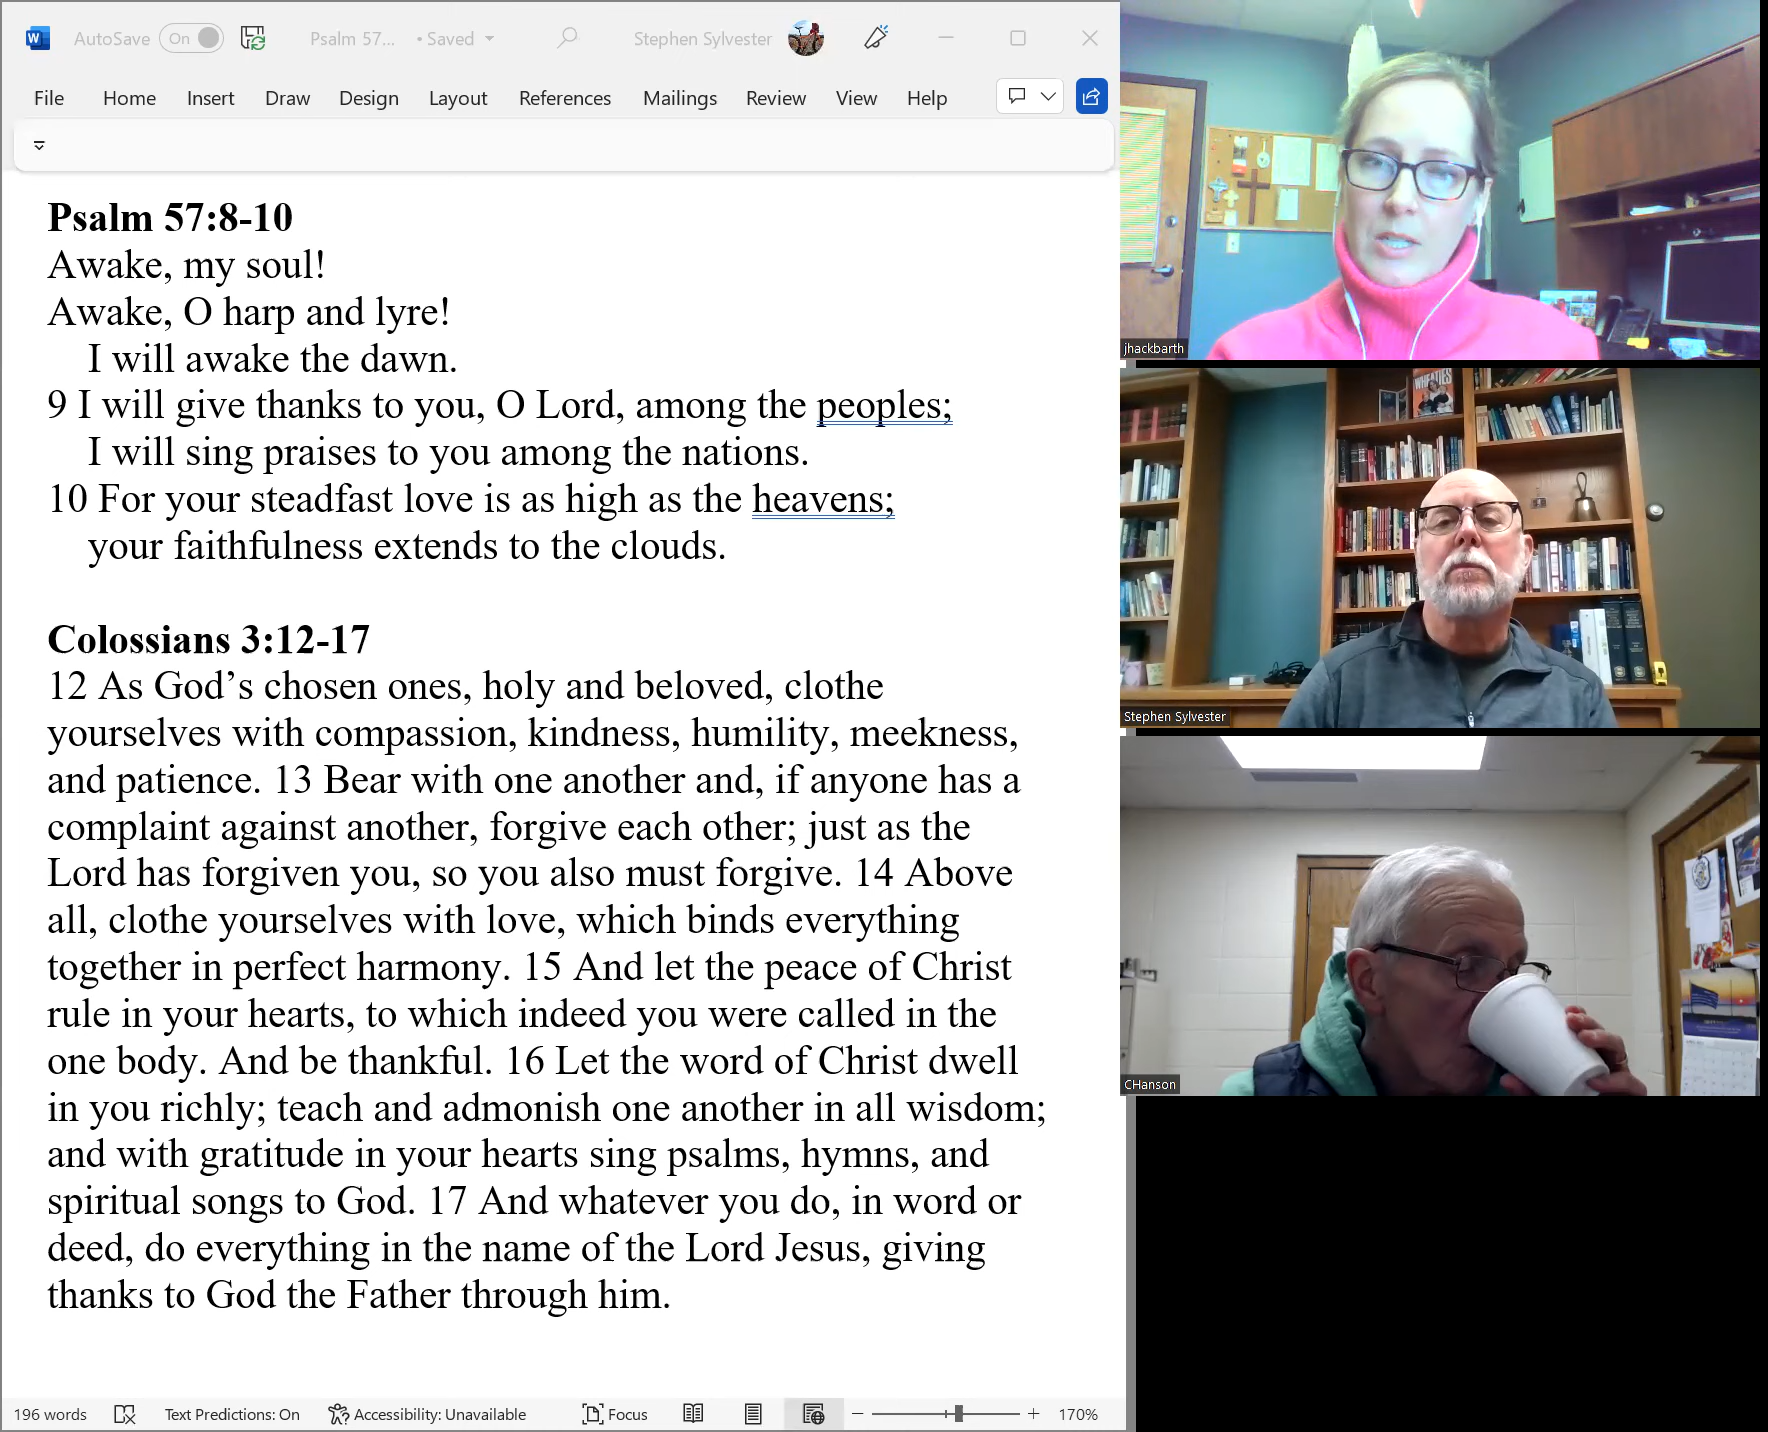 W AutoSave On Psalm 57... • Saved Stephen Sylvester
File Home Insert Draw Design Layout References Mailings Review View Help
Psalm 57:8-10
Awake, my soul!
Awake, O harp and lyre!
I will awake the dawn.
9 I will give thanks to you, O Lord, among the peoples;
I will sing praises to you among the nations.
10 For your steadfast love is as high as the heavens;
your faithfulness extends to the clouds.
Colossians 3:12-17
12 As God’s chosen ones, holy and beloved, clothe
yourselves with compassion, kindness, humility, meekness,
and patience. 13 Bear with one another and, if anyone has a
complaint against another, forgive each other; just as the
Lord has forgiven you, so you also must forgive. 14 Above
all, clothe yourselves with love, which binds everything
together in perfect harmony. 15 And let the peace of Christ
rule in your hearts, to which indeed you were called in the
one body. And be thankful. 16 Let the word of Christ dwell
in you richly; teach and admonish one another in all wisdom;
and with gratitude in your hearts sing psalms, hymns, and
spiritual songs to God. 17 And whatever you do, in word or
deed, do everything in the name of the Lord Jesus, giving
thanks to God the Father through him.
196 words Text Predictions: On Accessibility: Unavailable Focus 170%
jhackbarth
WHEATIES
Stephen Sylvester
CHanson